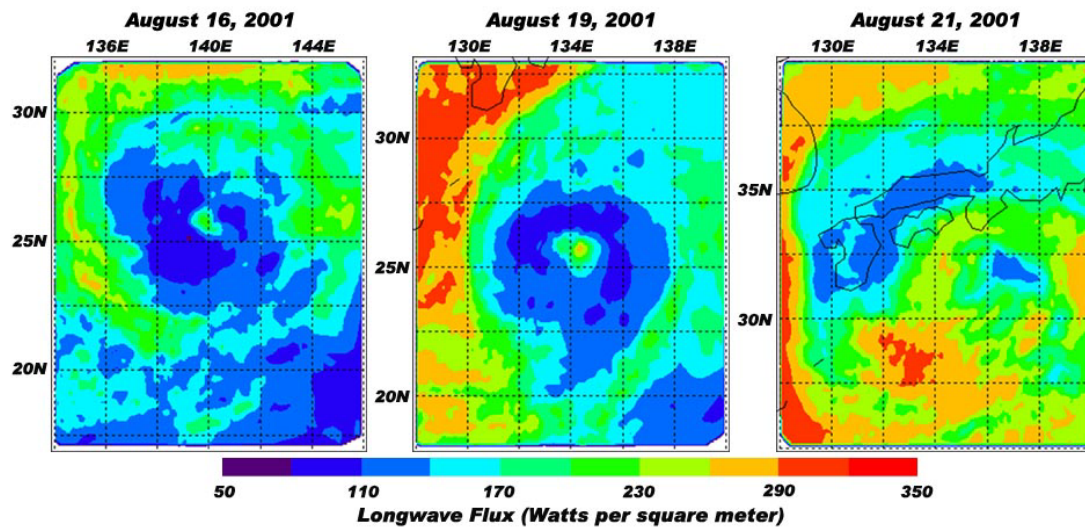 August 16, 2001 August 19, 2001 August 21, 2001
136E 140E 144E 130E 134E 138E 130E 134E 138E
30N 30N 35N
25N 25N 30N
20N 20N
50 110 170 230 290 350
Longwave Flux (Watts per square meter)